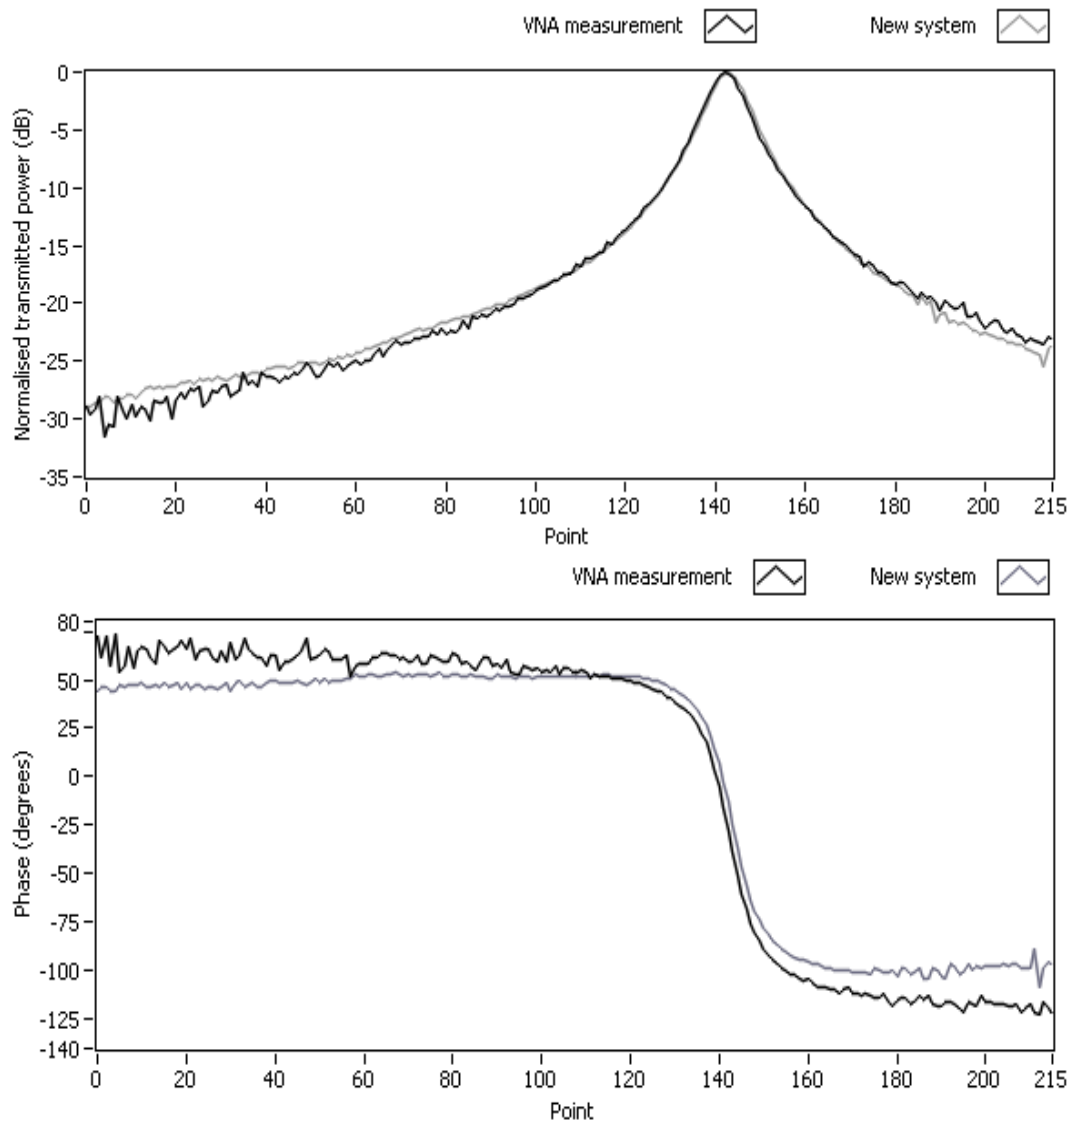 VNA measurement New system
Normalised transmitted power (dB)
0
-5
-10
-15
-20
-25
-30
-35
0 20 40 60 80 100 120 140 160 180 200 215
Point
VNA measurement New system
Phase (degrees)
80
50
25
0
-25
-50
-75
-100
-125
-140
0 20 40 60 80 100 120 140 160 180 200 215
Point